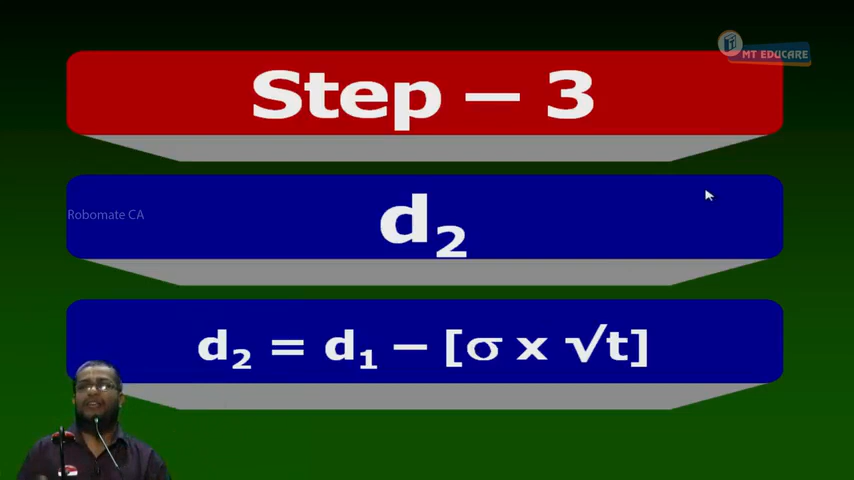 MT EDUCARE
Step – 3
Robomate CA
d₂
d₂ = d₁ – [σ x √t]